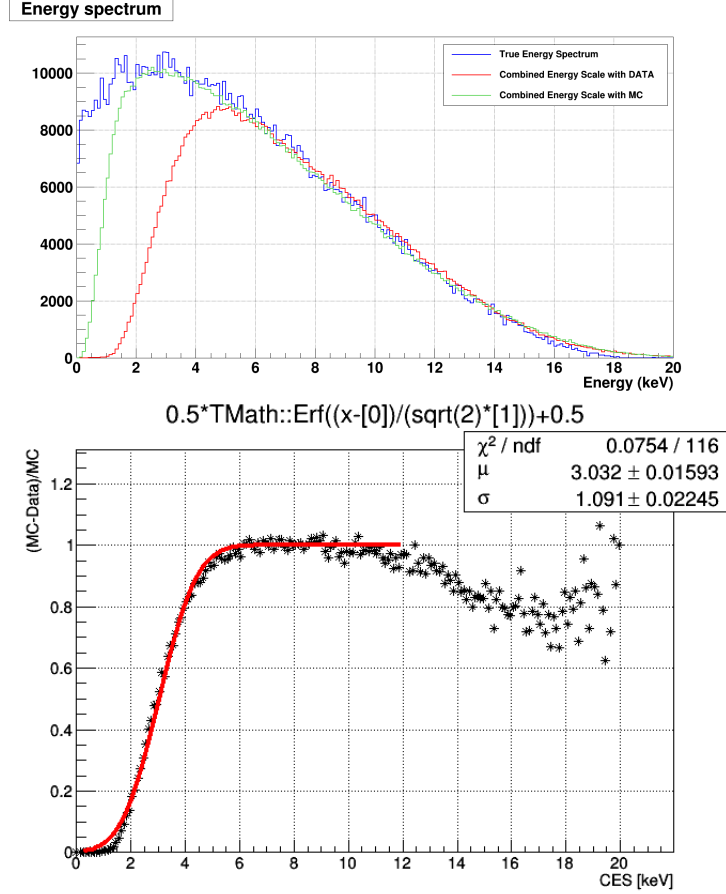 Energy spectrum
True Energy Spectrum
Combined Energy Scale with DATA
Combined Energy Scale with MC
10000
8000
6000
4000
2000
0
0 2 4 6 8 10 12 14 16 18 20
Energy (keV)
0.5*TMath::Erf((x-[0])/(sqrt(2)*[1]))+0.5
χ² / ndf 0.0754 / 116
μ 3.032 ± 0.01593
σ 1.091 ± 0.02245
(MC-Data)/MC
1.2
1
0.8
0.6
0.4
0.2
0
0 2 4 6 8 10 12 14 16 18 20
CES [keV]